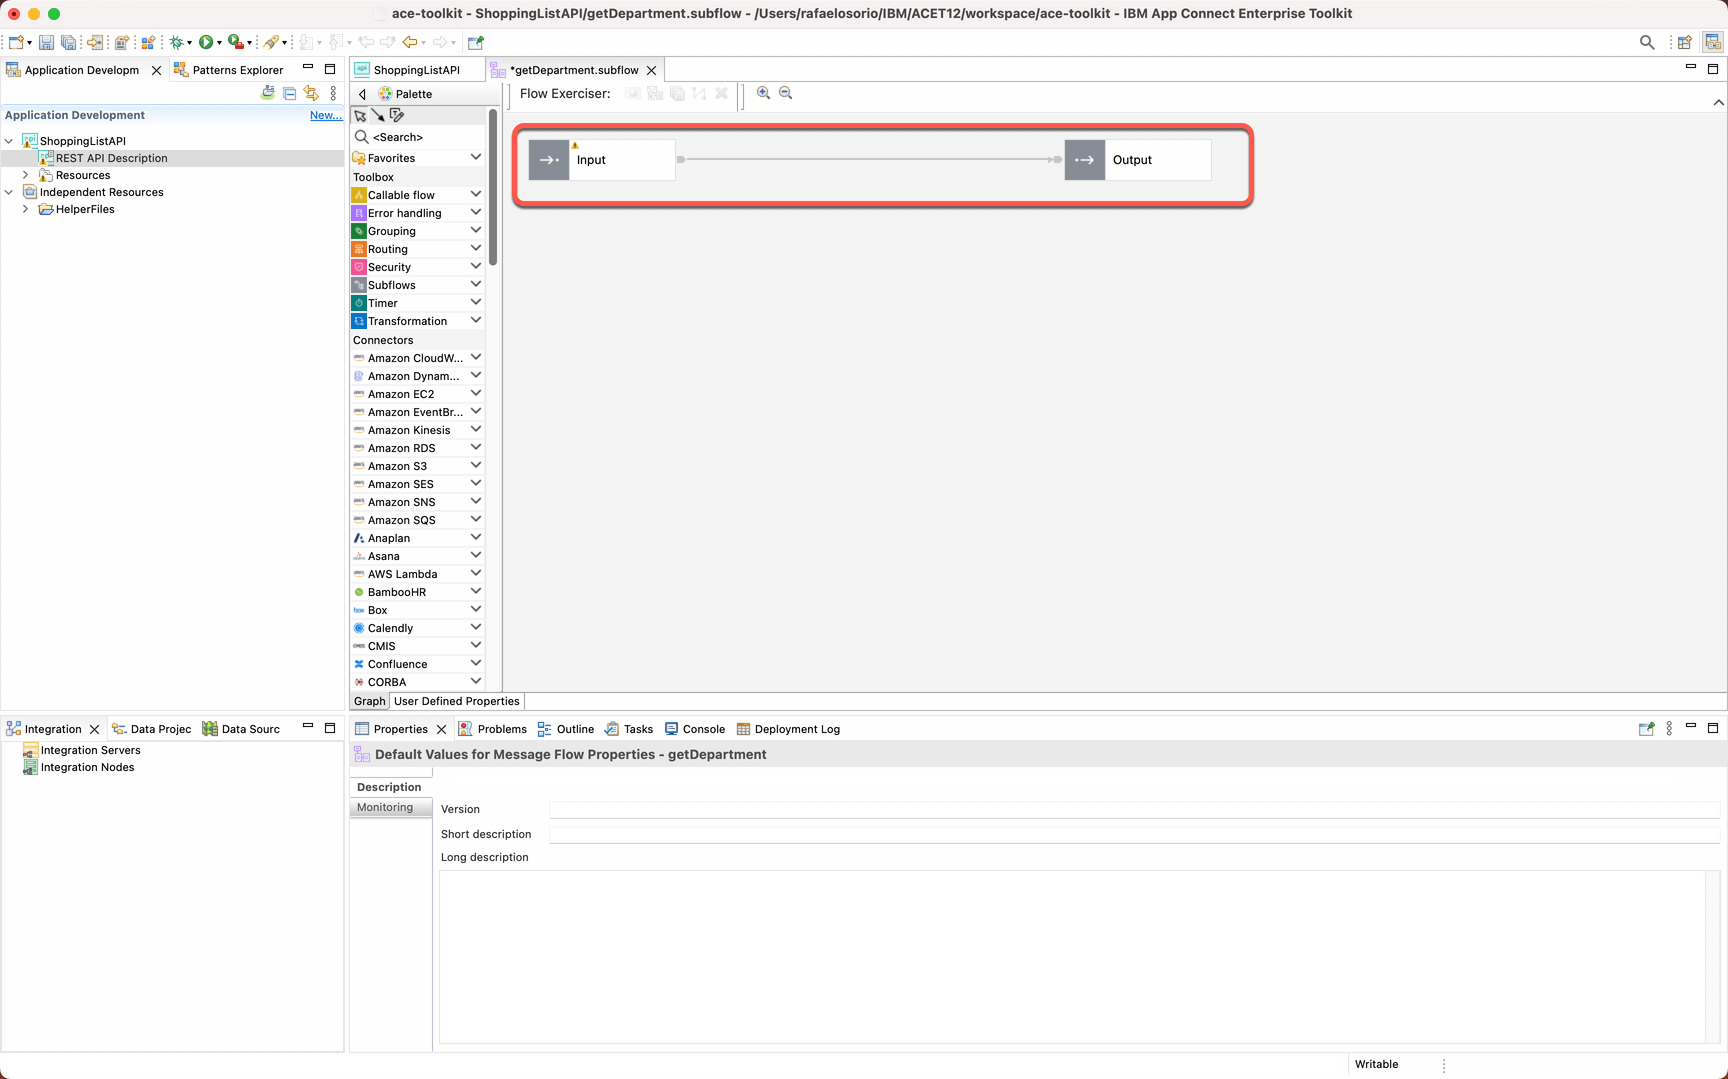 ace-toolkit - ShoppingListAPI/getDepartment.subflow - /Users/rafaelosorio/IBM/ACET12/workspace/ace-toolkit - IBM App Connect Enterprise Toolkit
Application Developm
Patterns Explorer
Application Development
New...
ShoppingListAPI
REST API Description
Resources
Independent Resources
HelperFiles
ShoppingListAPI
*getDepartment.subflow
Palette
Flow Exerciser:
<Search>
Favorites
Toolbox
Callable flow
Error handling
Grouping
Routing
Security
Subflows
Timer
Transformation
Connectors
Amazon CloudW...
Amazon Dynam...
Amazon EC2
Amazon EventBr...
Amazon Kinesis
Amazon RDS
Amazon S3
Amazon SES
Amazon SNS
Amazon SQS
Anaplan
Asana
AWS Lambda
BambooHR
Box
Calendly
CMIS
Confluence
CORBA
Input
Output
Graph
User Defined Properties
Integration
Data Projec
Data Sourc
Integration Servers
Integration Nodes
Properties
Problems
Outline
Tasks
Console
Deployment Log
Default Values for Message Flow Properties - getDepartment
Description
Monitoring
Version
Short description
Long description
Writable